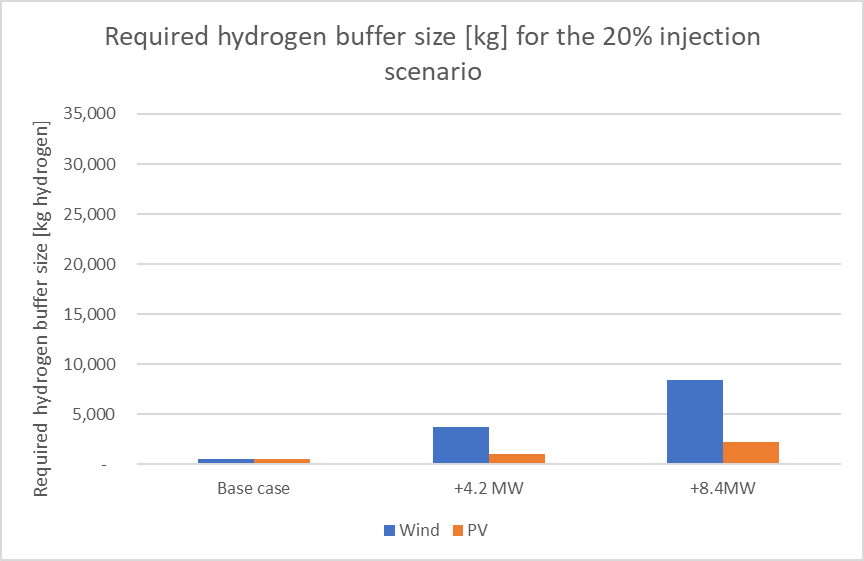 Required hydrogen buffer size [kg] for the 20% injection
scenario
Required hydrogen buffer size [kg hydrogen]
35,000
30,000
25,000
20,000
15,000
10,000
5,000
-
Base case
+4.2 MW
+8.4MW
Wind
PV